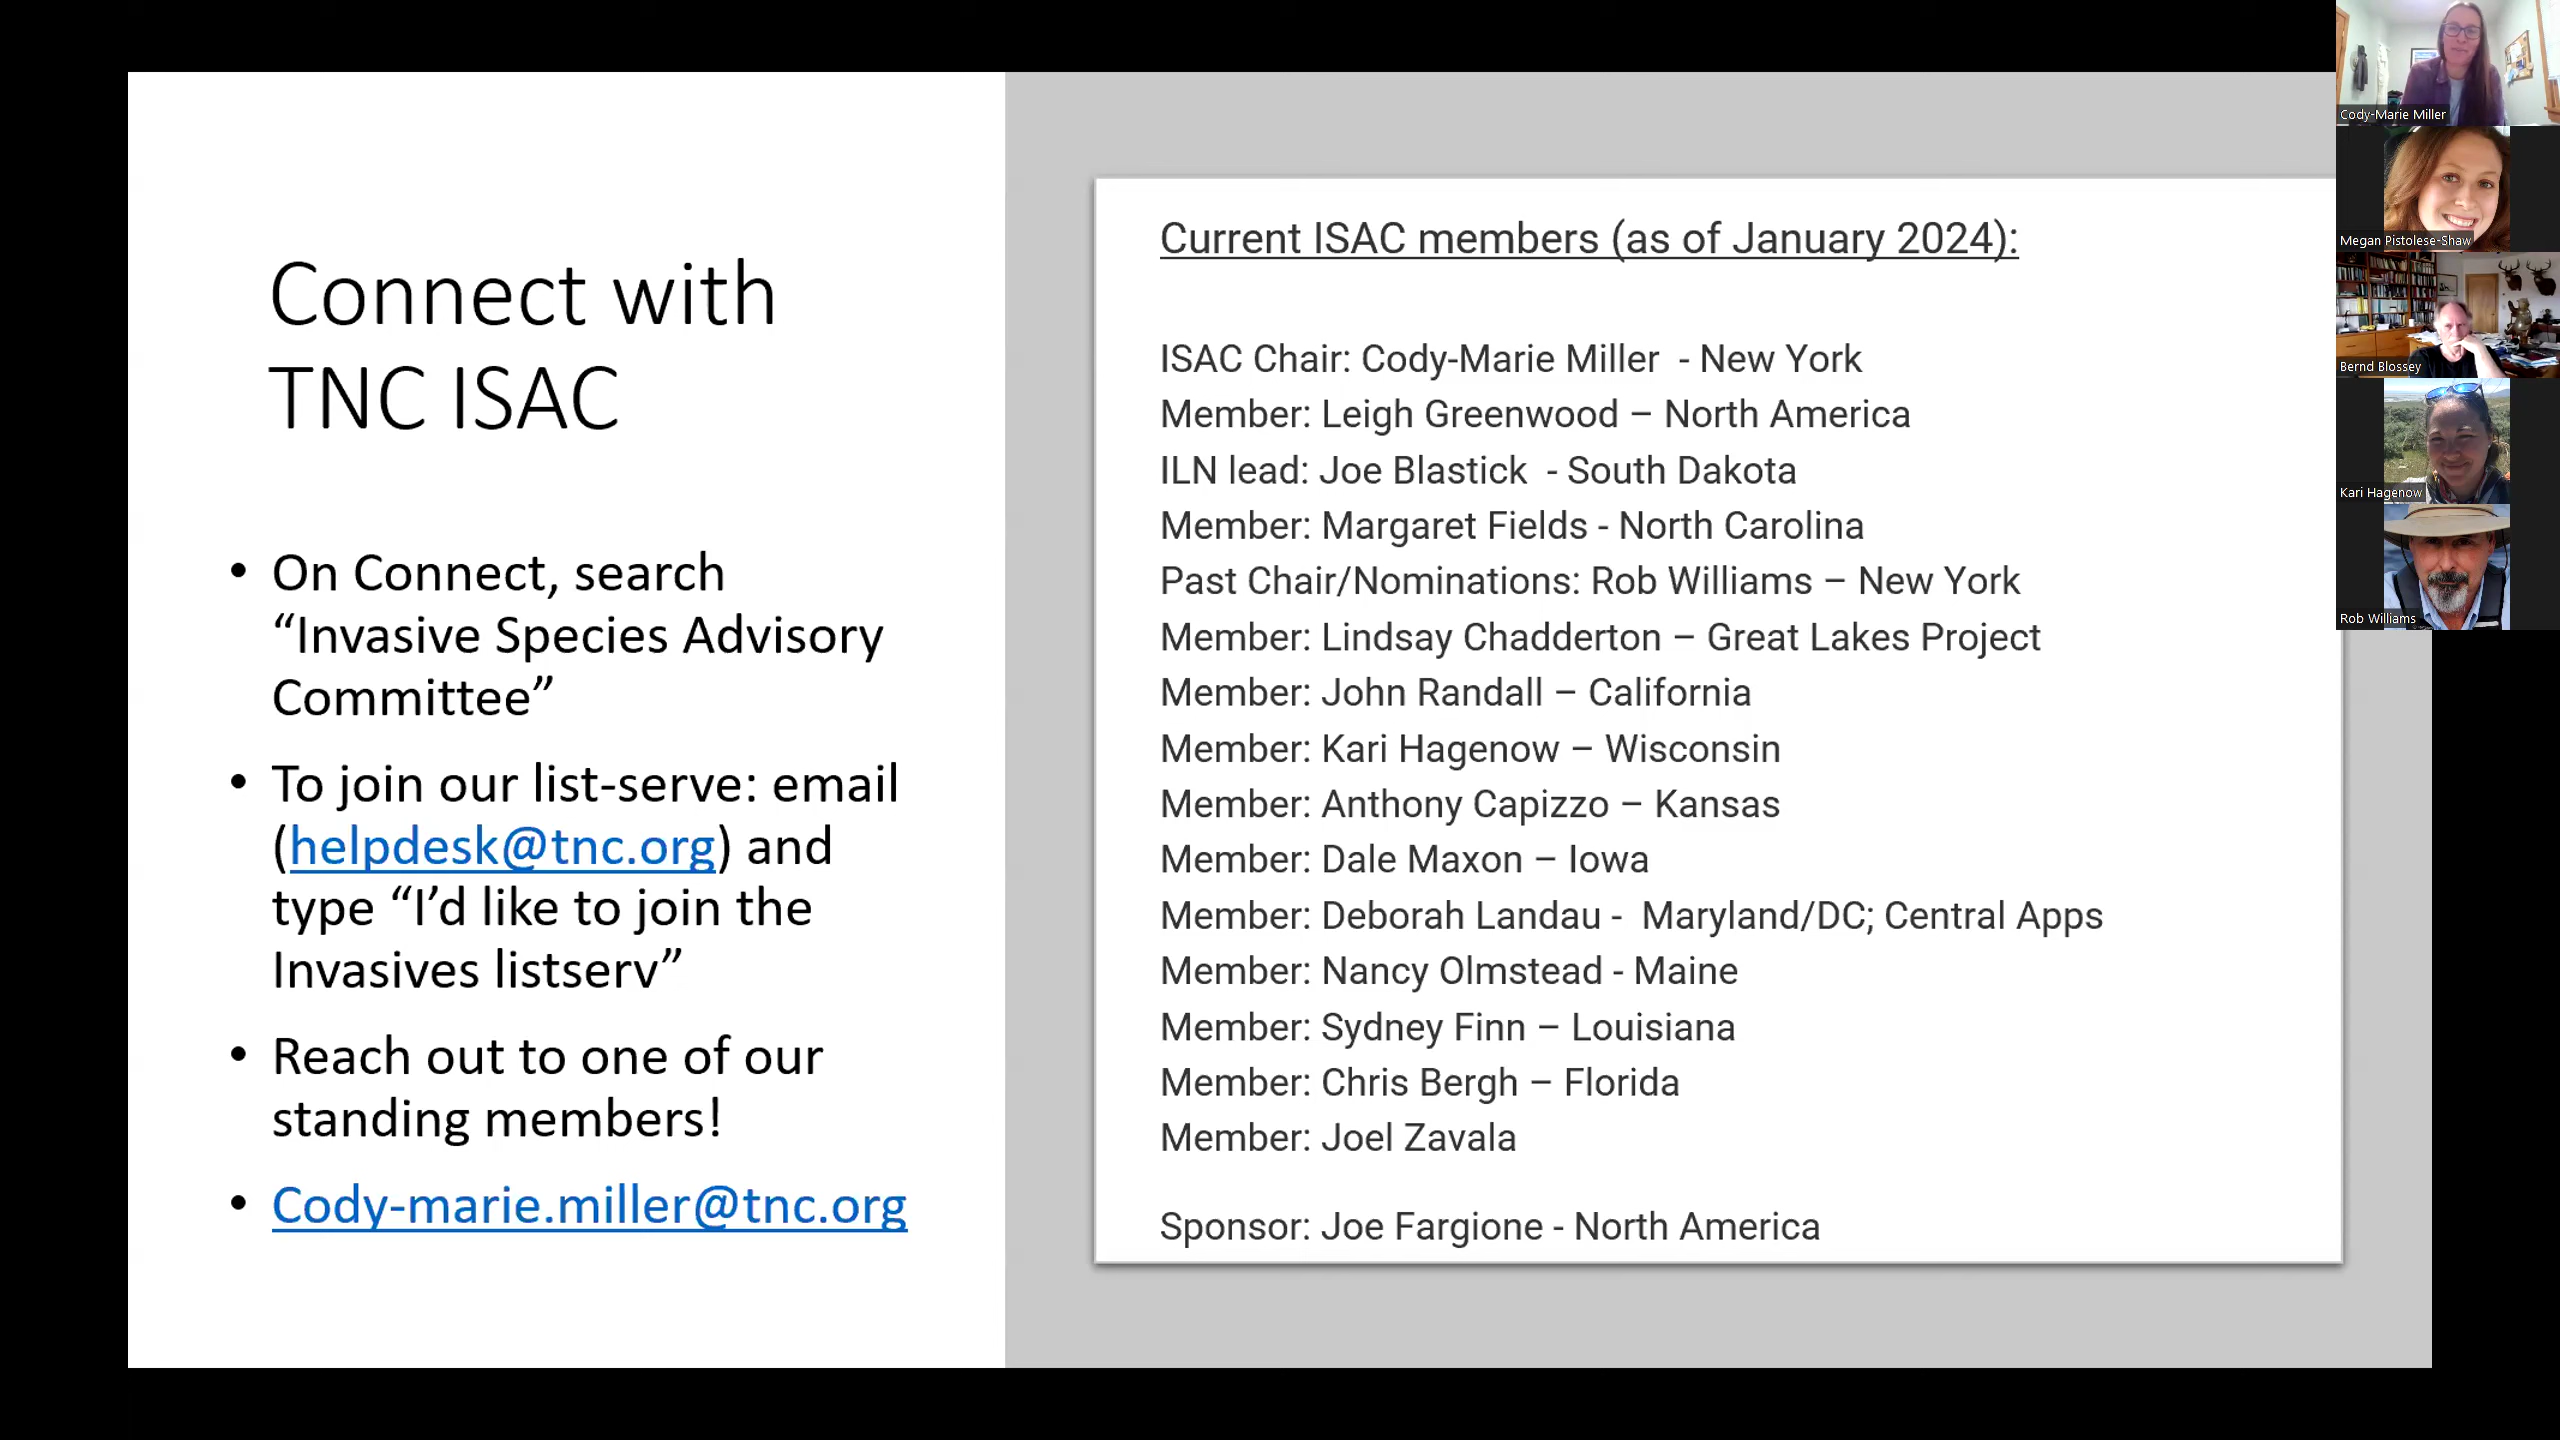 Connect with
TNC ISAC
• On Connect, search
“Invasive Species Advisory
Committee”
• To join our list-serve: email
(helpdesk@tnc.org) and
type “I’d like to join the
Invasives listserv”
• Reach out to one of our
standing members!
• Cody-marie.miller@tnc.org
Current ISAC members (as of January 2024):
ISAC Chair: Cody-Marie Miller - New York
Member: Leigh Greenwood – North America
ILN lead: Joe Blastick - South Dakota
Member: Margaret Fields - North Carolina
Past Chair/Nominations: Rob Williams – New York
Member: Lindsay Chadderton – Great Lakes Project
Member: John Randall – California
Member: Kari Hagenow – Wisconsin
Member: Anthony Capizzo – Kansas
Member: Dale Maxon – Iowa
Member: Deborah Landau - Maryland/DC; Central Apps
Member: Nancy Olmstead - Maine
Member: Sydney Finn – Louisiana
Member: Chris Bergh – Florida
Member: Joel Zavala
Sponsor: Joe Fargione - North America
Cody-Marie Miller
Megan Pistolese-Shaw
Bernd Blossey
Kari Hagenow
Rob Williams